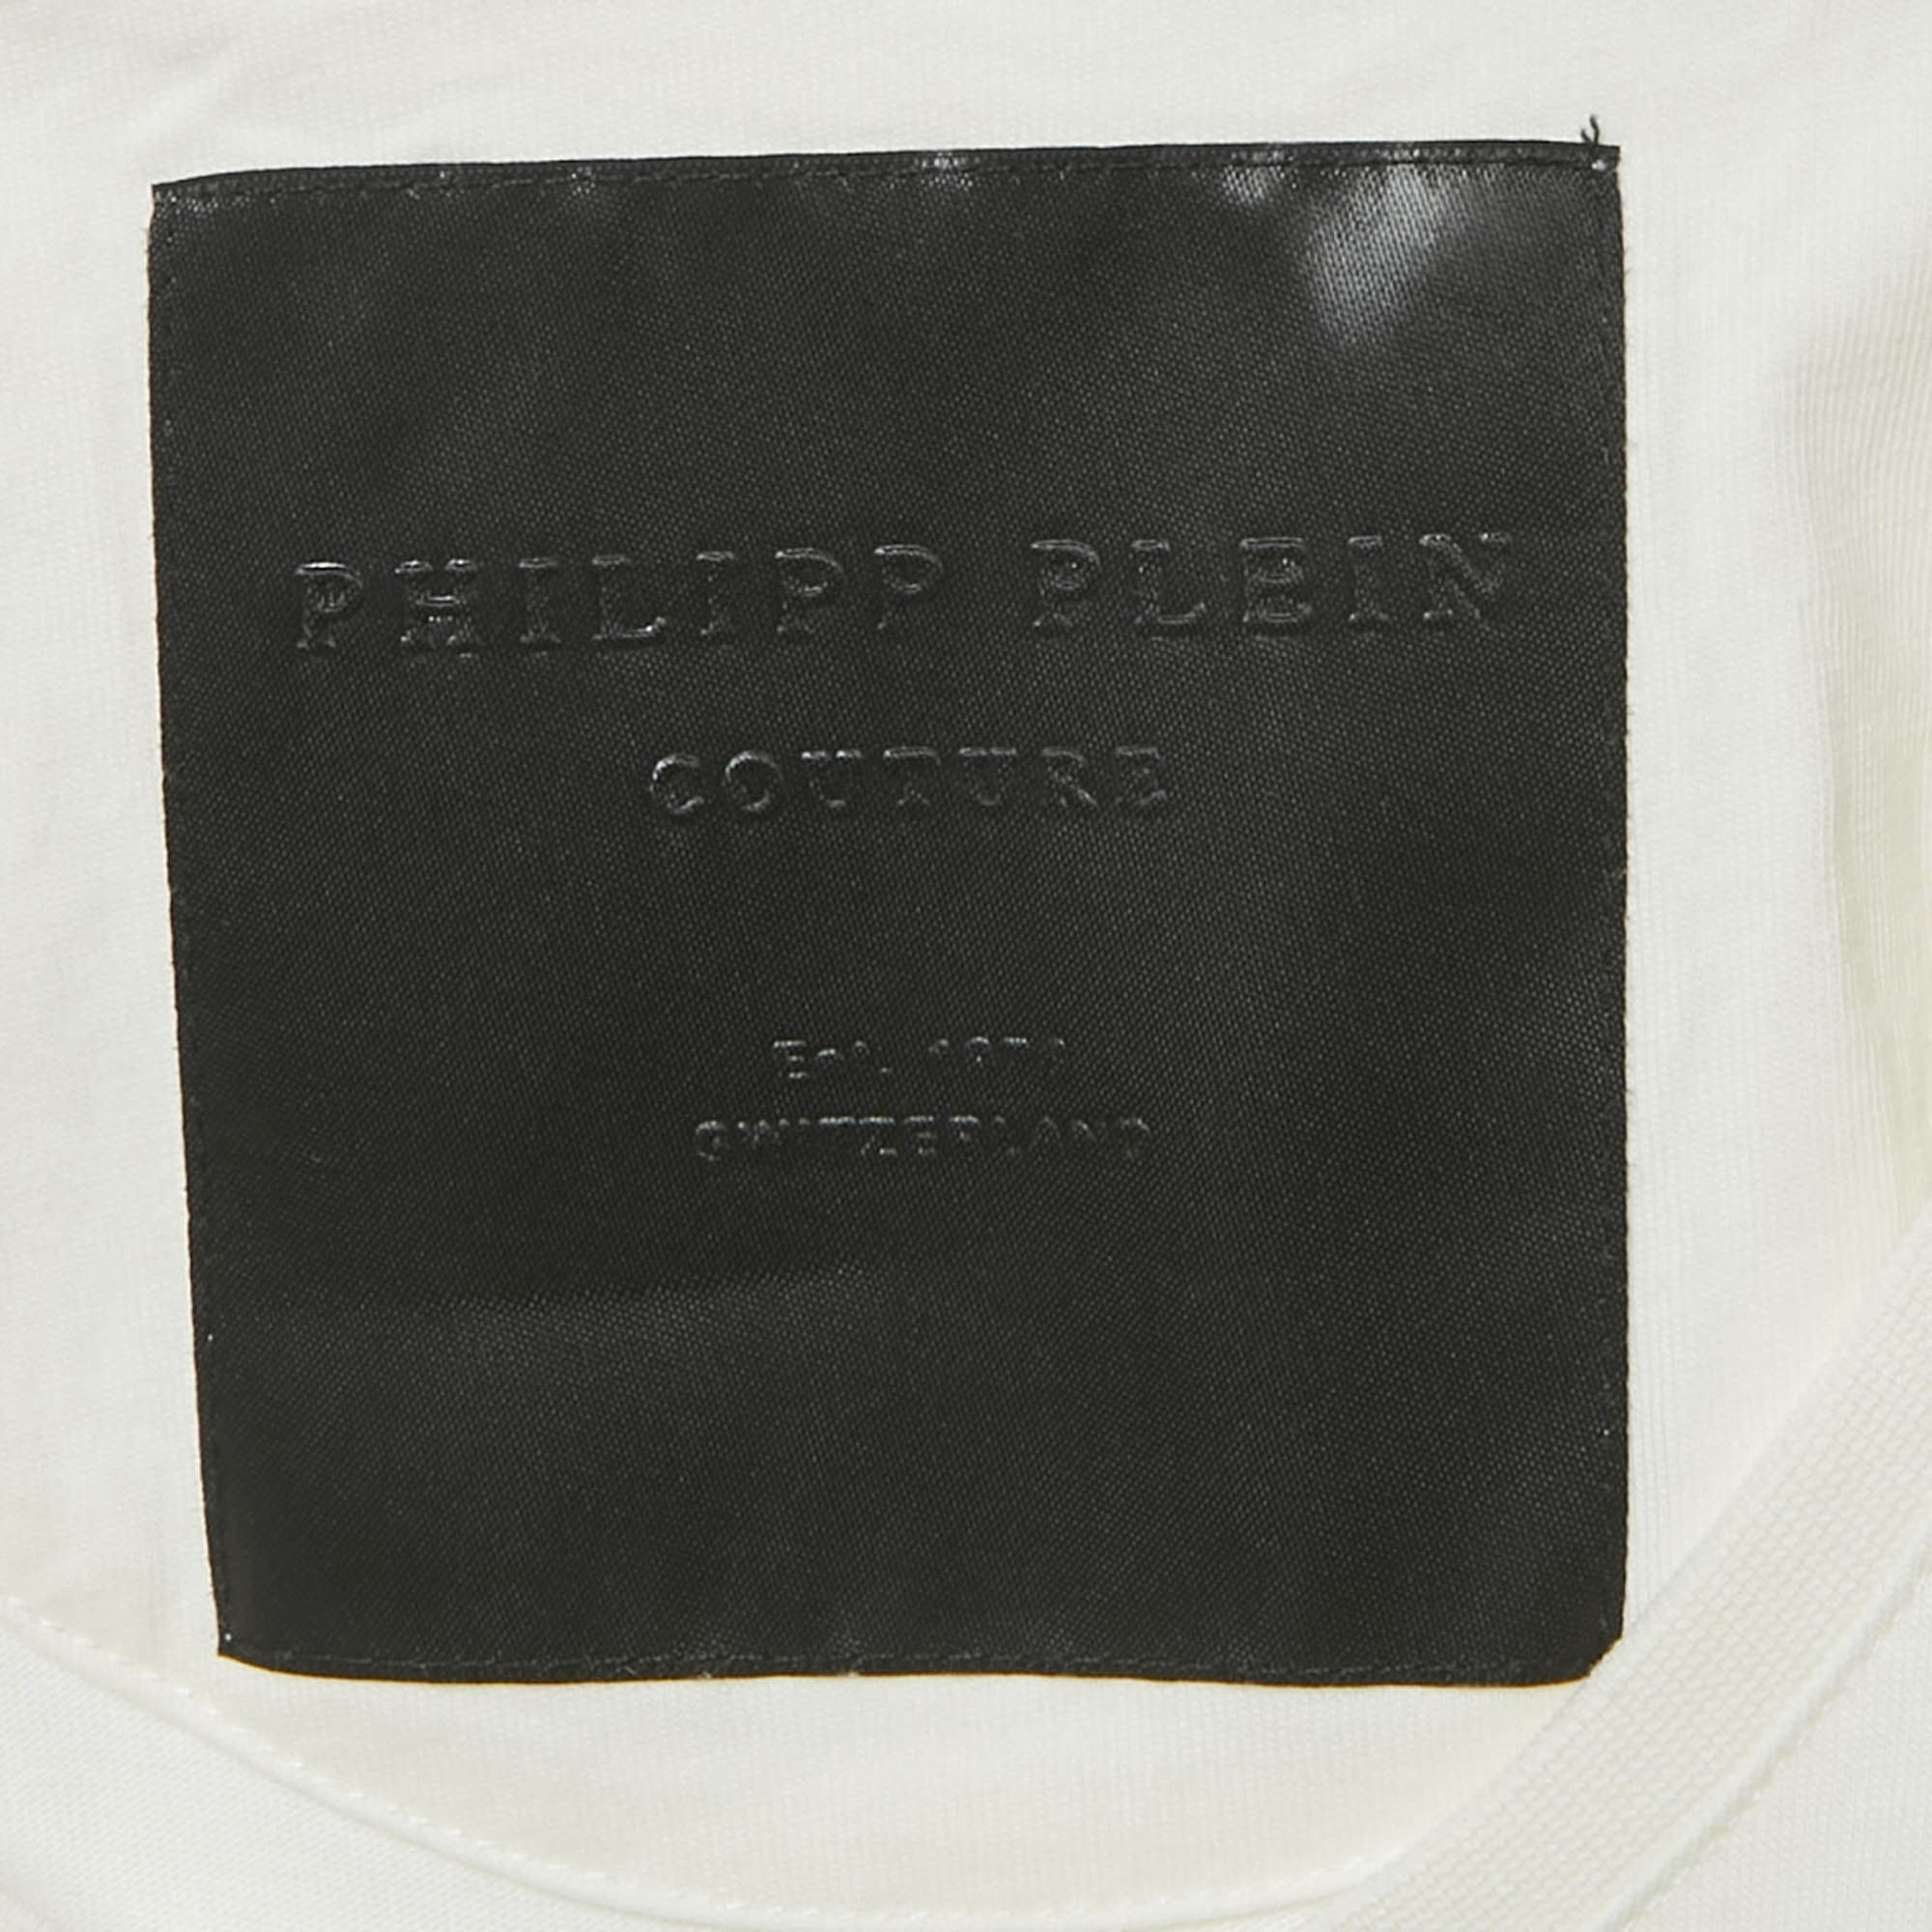 PHILIPP PLEIN
COUTURE
Est. 1978
SWITZERLAND